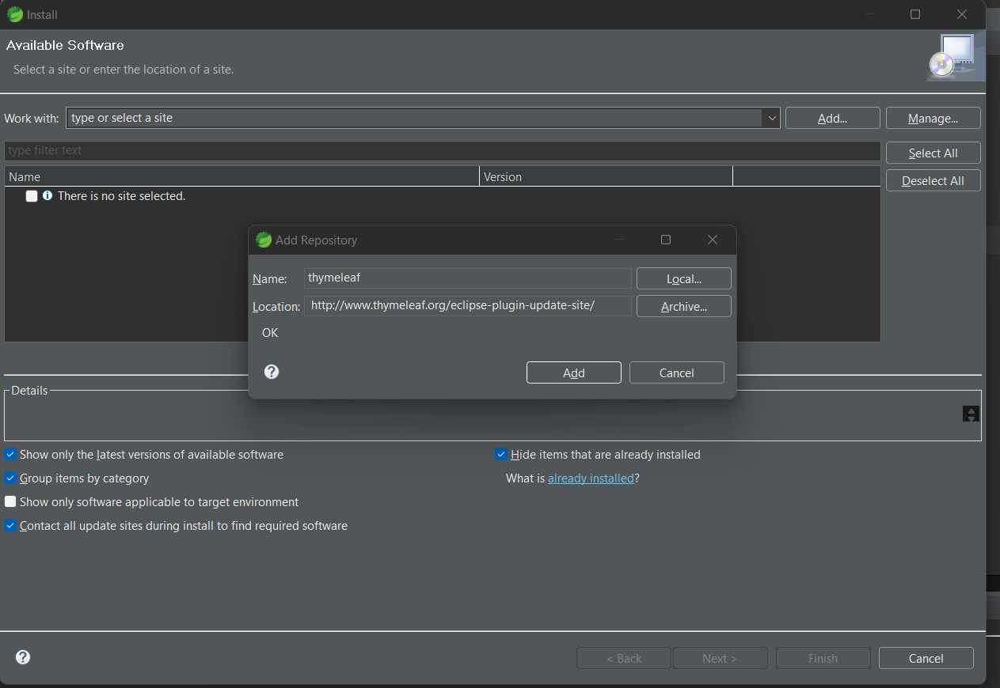 Install
Available Software
Select a site or enter the location of a site.
Work with: type or select a site Add... Manage...
type filter text Select All
Name Version Deselect All
There is no site selected.
Add Repository
Name: thymeleaf Local...
Location: http://www.thymeleaf.org/eclipse-plugin-update-site/ Archive...
OK
Add Cancel
Details
Show only the latest versions of available software Hide items that are already installed
Group items by category What is already installed?
Show only software applicable to target environment
Contact all update sites during install to find required software
< Back Next > Finish Cancel